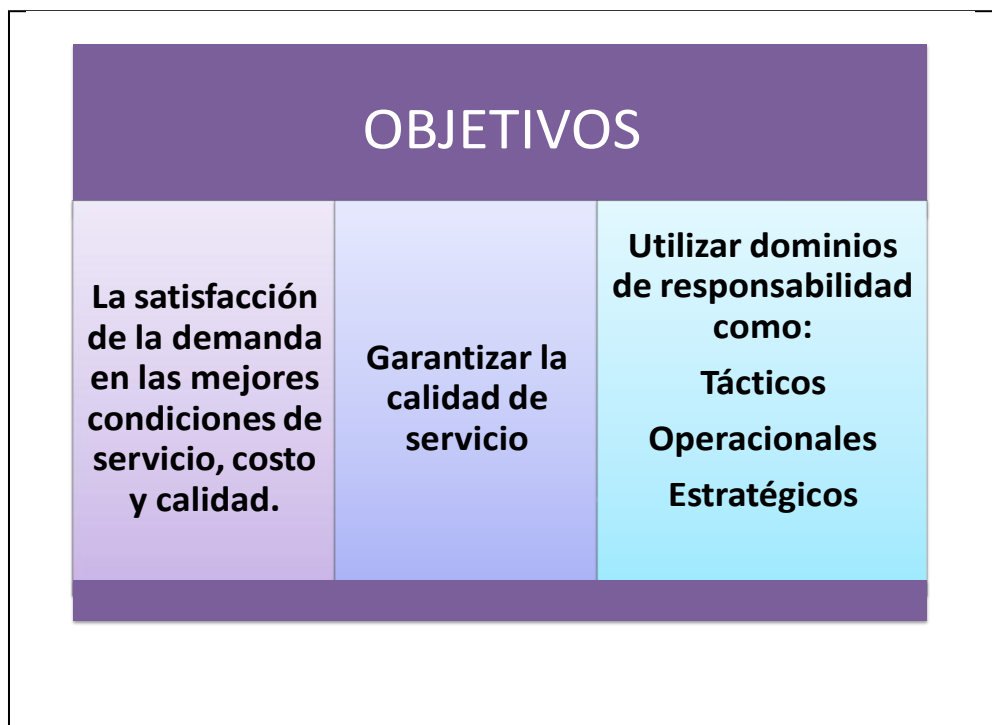 OBJETIVOS
La satisfacción
de la demanda
en las mejores
condiciones de
servicio, costo
y calidad.
Garantizar la
calidad de
servicio
Utilizar dominios
de responsabilidad
como:
Tácticos
Operacionales
Estratégicos